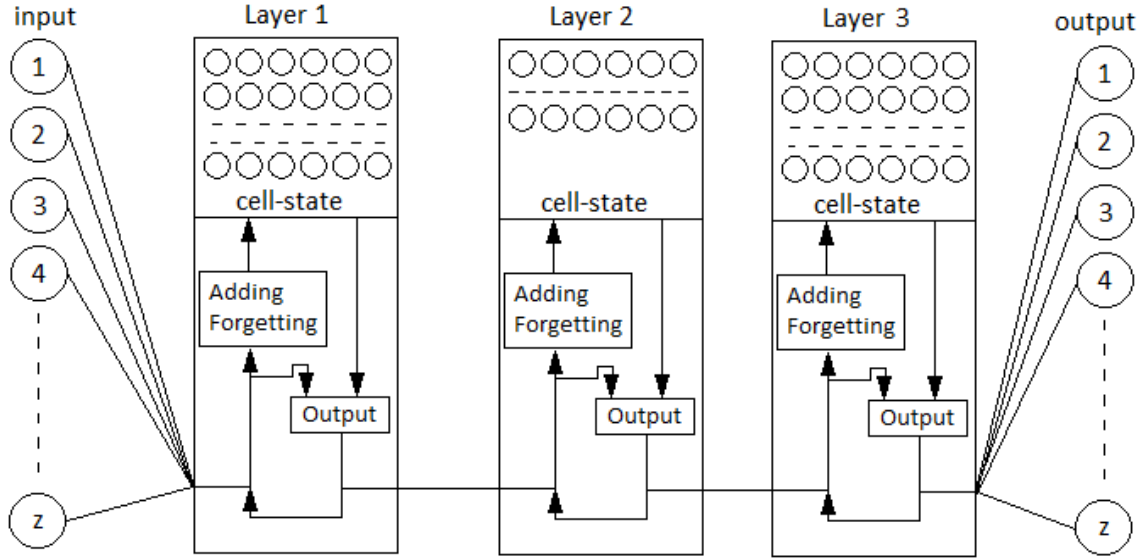 input
1
2
3
4
z
Layer 1
cell-state
Adding
Forgetting
Output
Layer 2
cell-state
Adding
Forgetting
Output
Layer 3
cell-state
Adding
Forgetting
Output
output
1
2
3
4
z